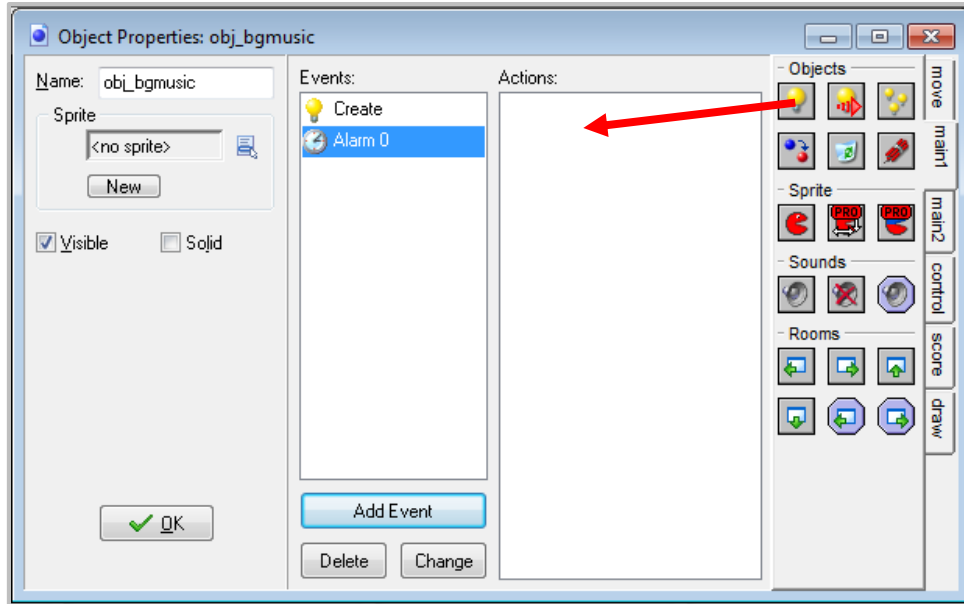 Object Properties: obj_bgmusic
Name: obj_bgmusic
Sprite
<no sprite>
New
Visible
Solid
OK
Events:
Create
Alarm 0
Add Event
Delete
Change
Actions:
Objects
Sprite
PRO
PRO
Sounds
Rooms
move
main1
main2
control
score
draw